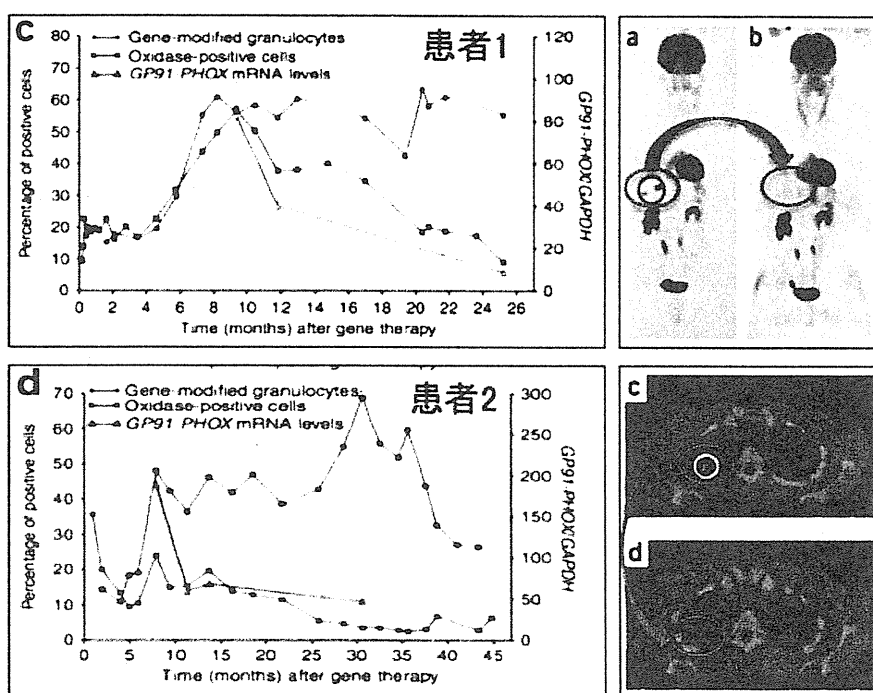 c
患者1
Gene-modified granulocytes
Oxidase-positive cells
GP91 PHOX mRNA levels
Percentage of positive cells
80
70
60
50
40
30
20
10
0
120
100
80
60
40
20
0
GP91-PHOX/GAPDH
0 2 4 6 8 10 12 14 16 18 20 22 24 26
Time (months) after gene therapy
a
b
d
患者2
Gene-modified granulocytes
Oxidase-positive cells
GP91 PHOX mRNA levels
Percentage of positive cells
70
60
50
40
30
20
10
0
300
250
200
150
100
50
0
GP91-PHOX/GAPDH
0 5 10 15 20 25 30 35 40 45
Time (months) after gene therapy
c
d